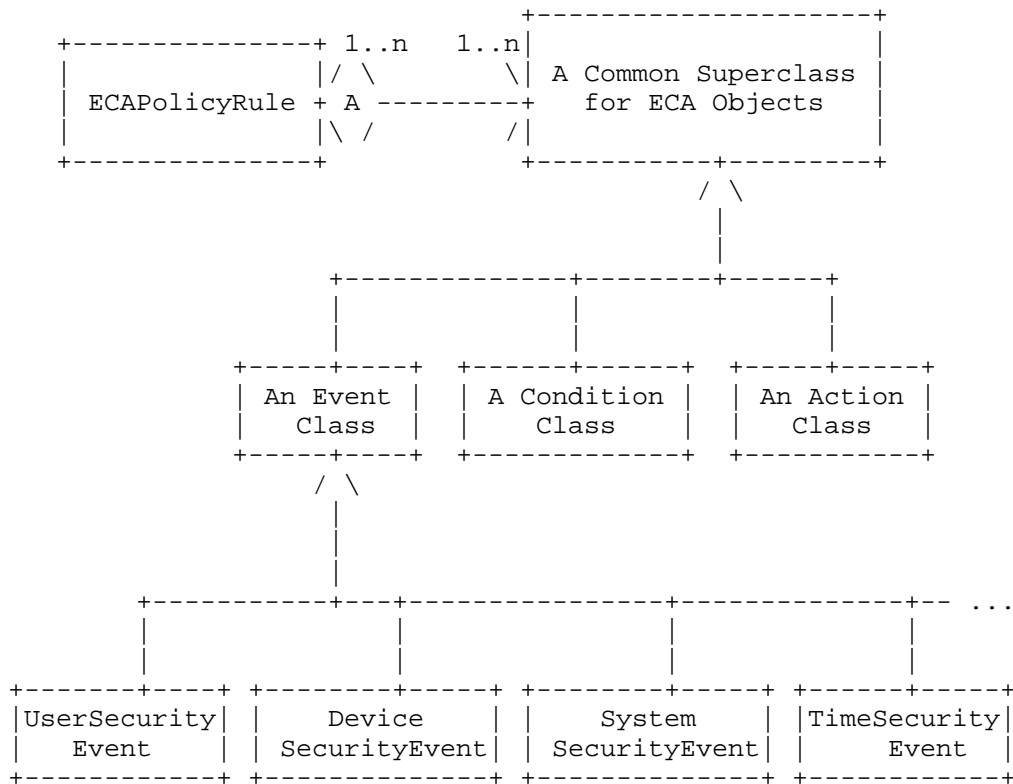 1..n 1..n
A Common Superclass
ECAPolicyRule A for ECA Objects
An Event A Condition An Action
Class Class Class
...
UserSecurity Device System TimeSecurity
Event SecurityEvent SecurityEvent Event